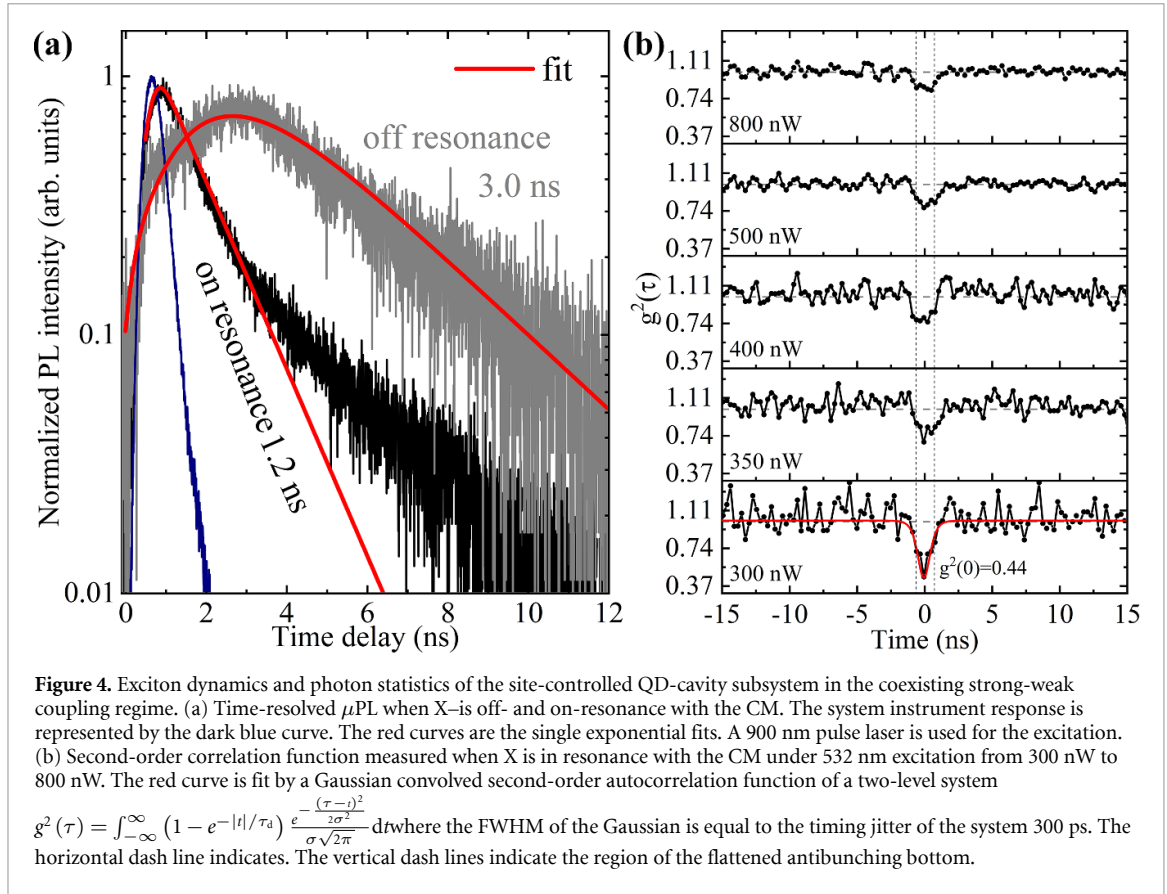 (a)
fit
off resonance
3.0 ns
on resonance 1.2 ns
Normalized PL intensity (arb. units)
1
0.1
0.01
0 2 4 6 8 10 12
Time delay (ns)
(b)
1.11
0.74
0.37
800 nW
1.11
0.74
0.37
500 nW
g²(τ)
1.11
0.74
0.37
400 nW
1.11
0.74
0.37
350 nW
1.11
0.74
0.37
300 nW
g²(0)=0.44
-15 -10 -5 0 5 10 15
Time (ns)
Figure 4. Exciton dynamics and photon statistics of the site-controlled QD-cavity subsystem in the coexisting strong-weak
coupling regime. (a) Time-resolved μPL when X–is off- and on-resonance with the CM. The system instrument response is
represented by the dark blue curve. The red curves are the single exponential fits. A 900 nm pulse laser is used for the excitation.
(b) Second-order correlation function measured when X is in resonance with the CM under 532 nm excitation from 300 nW to
800 nW. The red curve is fit by a Gaussian convolved second-order autocorrelation function of a two-level system
g² (τ) = ∫_{-∞}^{∞} (1 − e^{−|t|/τ_d}) \frac{e^{−\frac{(τ−t)²}{2σ²}}}{σ√{2π}} dtwhere the FWHM of the Gaussian is equal to the timing jitter of the system 300 ps. The
horizontal dash line indicates. The vertical dash lines indicate the region of the flattened antibunching bottom.